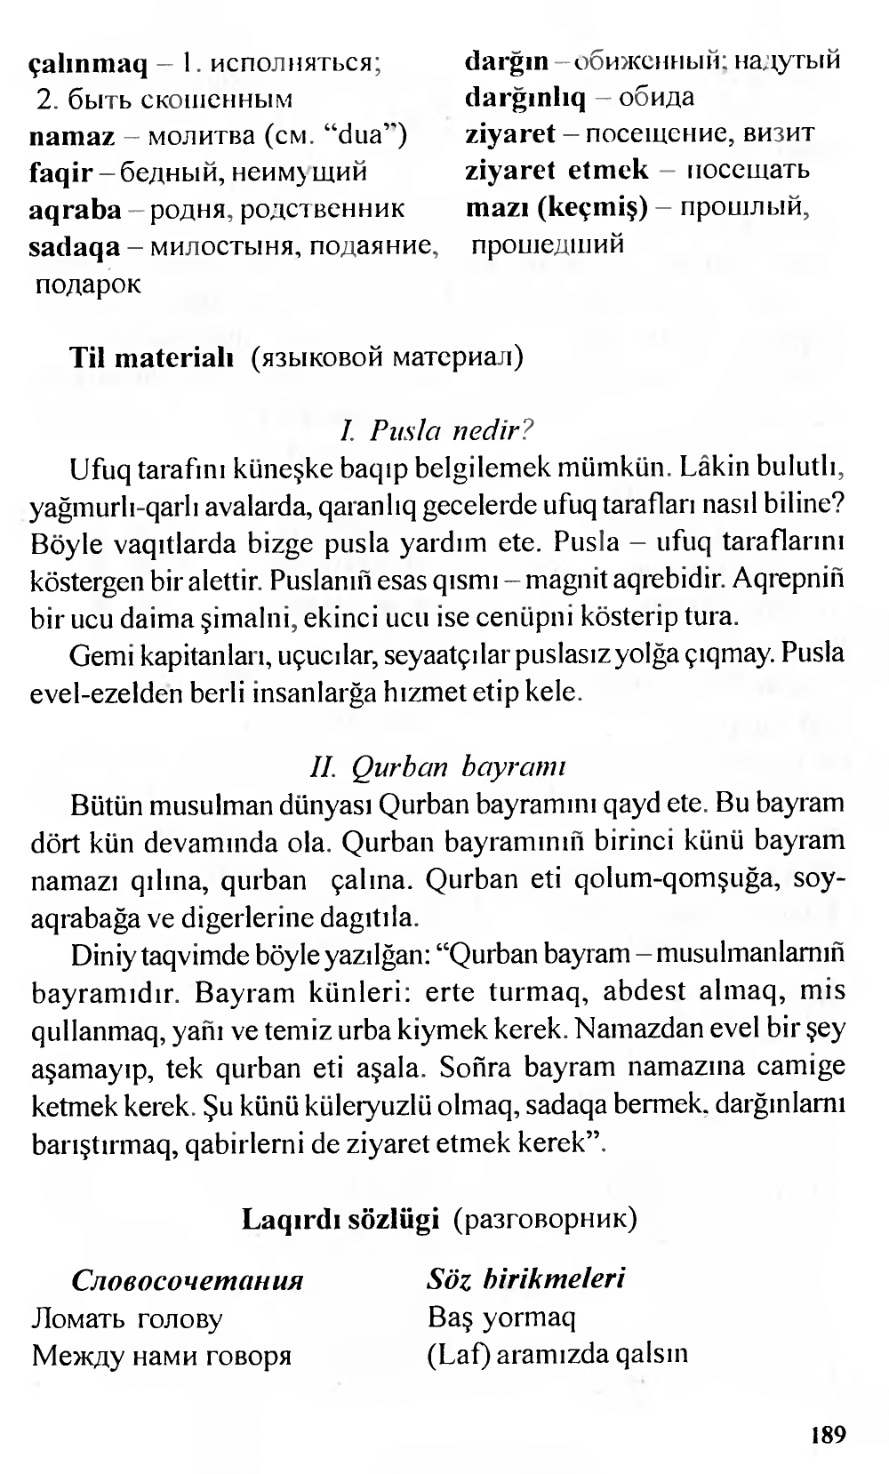 çalınmaq – 1. исполняться;
2. быть скошенным
namaz – молитва (см. “dua”)
faqir – бедный, неимущий
aqraba – родня, родственник
sadaqa – милостыня, подаяние,
подарок
darğın – обиженный; надутый
darğınlıq – обида
ziyaret – посещение, визит
ziyaret etmek – посещать
mazı (keçmiş) – прошлый,
прошедший
Til materialı (языковой материал)
I. Pusla nedir?
Ufuq tarafını küneşke baqıp belgilemek mümkün. Lâkin bulutlı,
yağmurlı-qarlı avalarda, qaranlıq gecelerde ufuq tarafları nasıl biline?
Böyle vaqıtlarda bizge pusla yardım ete. Pusla – ufuq taraflarını
köstergen bir alettir. Puslanıñ esas qısmı – magnit aqrebidir. Aqrepniñ
bir ucu daima şimalni, ekinci ucu ise cenüpni kösterip tura.
Gemi kapitanları, uçucılar, seyaatçılar puslasız yolğa çıqmay. Pusla
evel-ezelden berli insanlarğa hızmet etip kele.
II. Qurban bayramı
Bütün musulman dünyası Qurban bayramını qayd ete. Bu bayram
dört kün devamında ola. Qurban bayramınıñ birinci künü bayram
namazı qılına, qurban çalına. Qurban eti qolum-qomşuğa, soy-
aqrabağa ve digerlerine dagıtıla.
Diniy taqvimde böyle yazılğan: “Qurban bayram – musulmanlarnıñ
bayramıdır. Bayram künleri: erte turmaq, abdest almaq, mis
qullanmaq, yañı ve temiz urba kiymek kerek. Namazdan evel bir şey
aşamayıp, tek qurban eti aşala. Soñra bayram namazına camige
ketmek kerek. Şu künü küleryuzlü olmaq, sadaqa bermek, darğınlarnı
barıştırmaq, qabirlerni de ziyaret etmek kerek”.
Laqırdı sözlügi (разговорник)
Словосочетания
Ломать голову
Между нами говоря
Söz birikmeleri
Baş yormaq
(Laf) aramızda qalsın
189